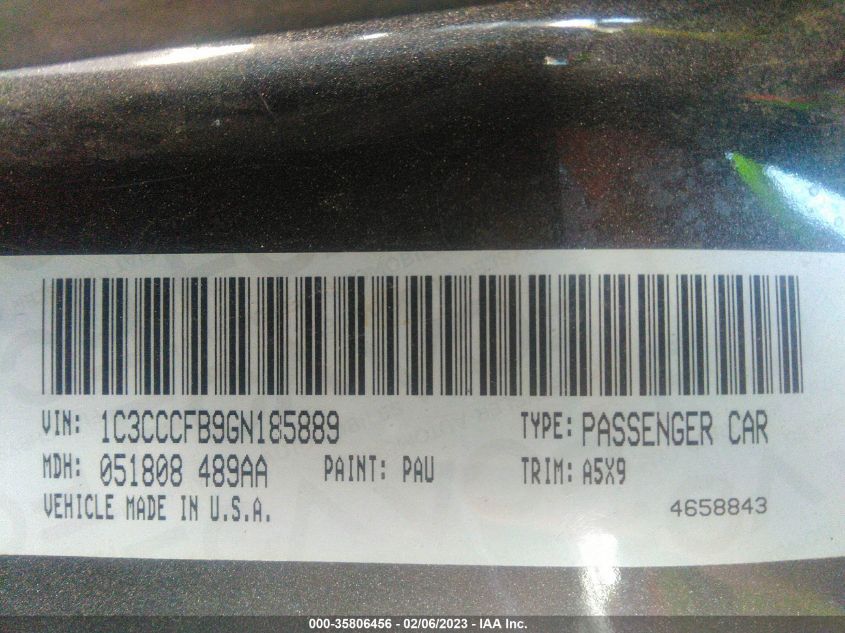 VIN: 1C3CCCFB9GN185889 TYPE: PASSENGER CAR
MDH: 051808 489AA PAINT: PAU TRIM: A5X9
VEHICLE MADE IN U.S.A. 4658843
000-35806456 - 02/06/2023 - IAA Inc.